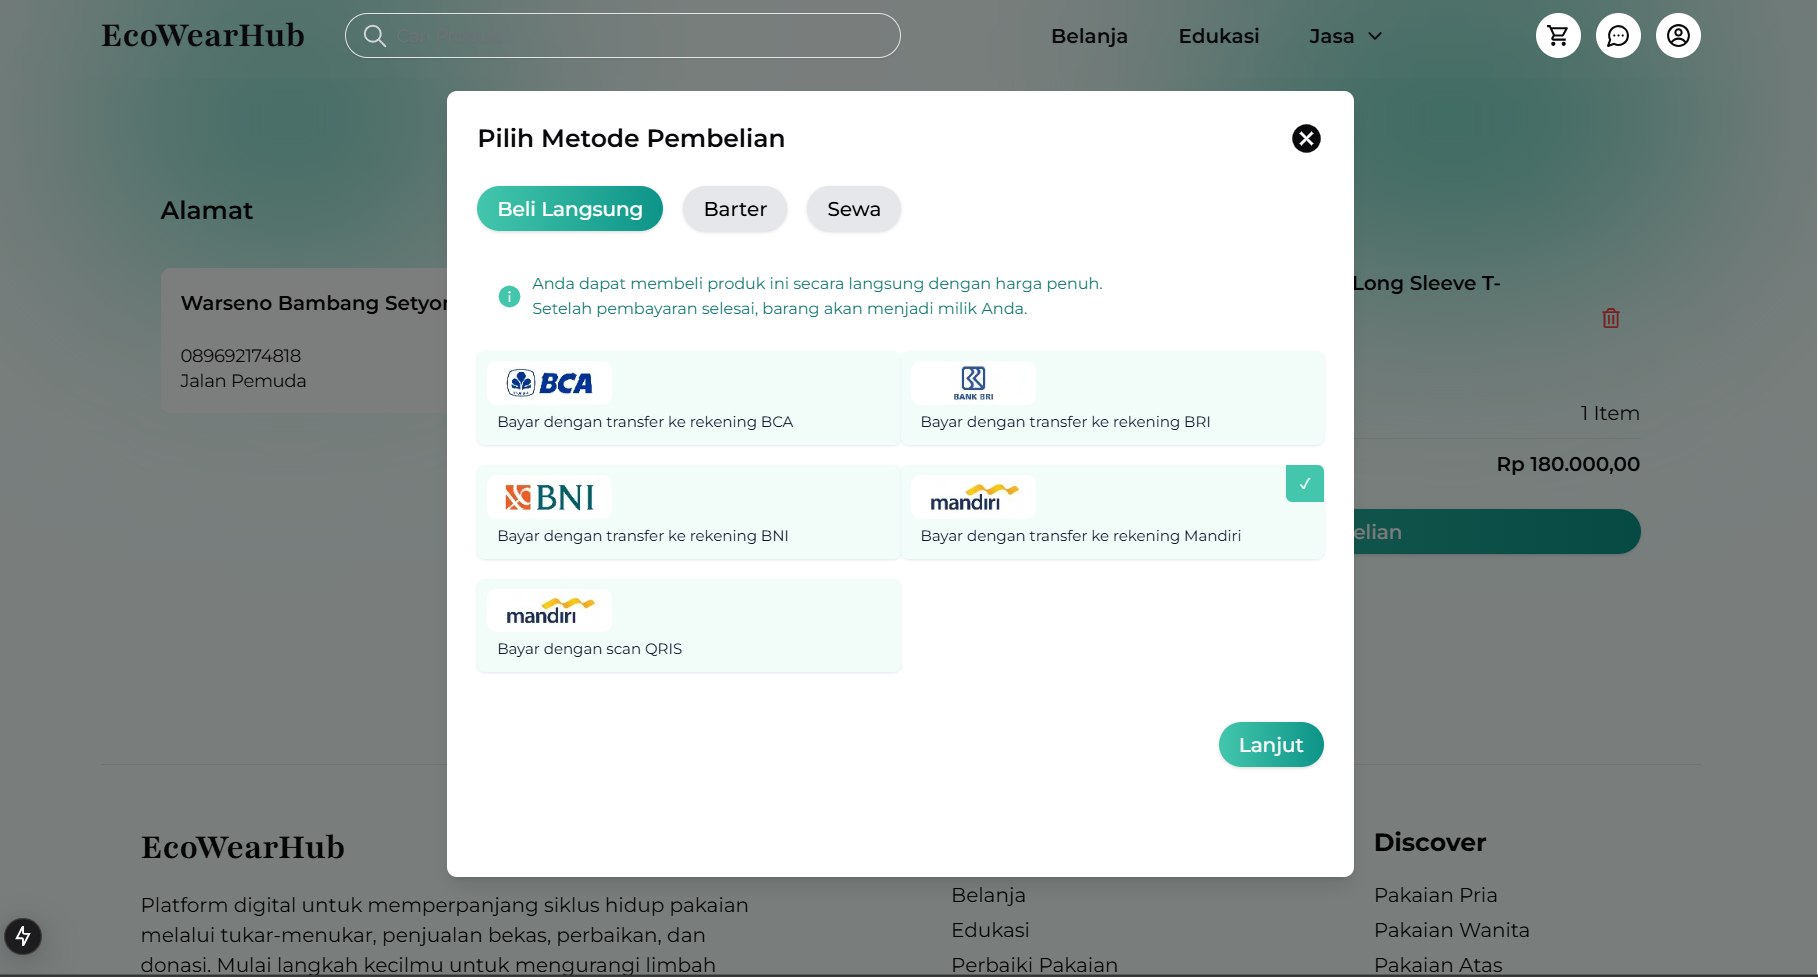 EcoWearHub
Belanja
Edukasi
Jasa
Pilih Metode Pembelian
Beli Langsung
Barter
Sewa
Alamat
Anda dapat membeli produk ini secara langsung dengan harga penuh.
Setelah pembayaran selesai, barang akan menjadi milik Anda.
Warseno Bambang
089692174818
Jalan Pemuda
Long Sleeve T-
BCA
Bayar dengan transfer ke rekening BCA
BANK BRI
Bayar dengan transfer ke rekening BRI
1 Item
Rp 180.000,00
BNI
Bayar dengan transfer ke rekening BNI
mandiri
Bayar dengan transfer ke rekening Mandiri
elian
mandiri
Bayar dengan scan QRIS
Lanjut
EcoWearHub
Platform digital untuk memperpanjang siklus hidup pakaian
melalui tukar-menukar, penjualan bekas, perbaikan, dan
donasi. Mulai langkah kecilmu untuk mengurangi limbah
Belanja
Edukasi
Perbaiki Pakaian
Discover
Pakaian Pria
Pakaian Wanita
Pakaian Atas